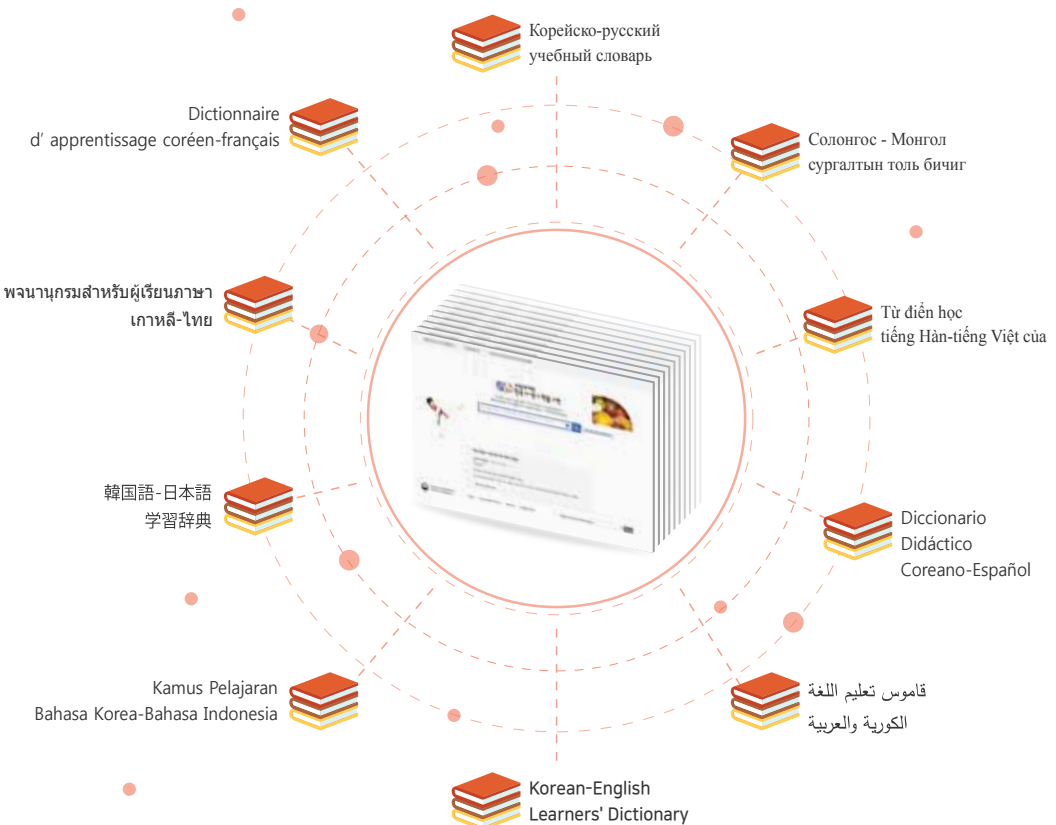 Корейско-русский
учебный словарь
Dictionnaire
d’ apprentissage coréen-français
Солонгос - Монгол
сургалтын толь бичиг
พจนานุกรมสำหรับผู้เรียนภาษา
เกาหลี-ไทย
Từ điển học
tiếng Hàn-tiếng Việt của
韓国語-日本語
学習辞典
Diccionario
Didáctico
Coreano-Español
Kamus Pelajaran
Bahasa Korea-Bahasa Indonesia
قاموس تعليم اللغة
الكورية والعربية
Korean-English
Learners' Dictionary